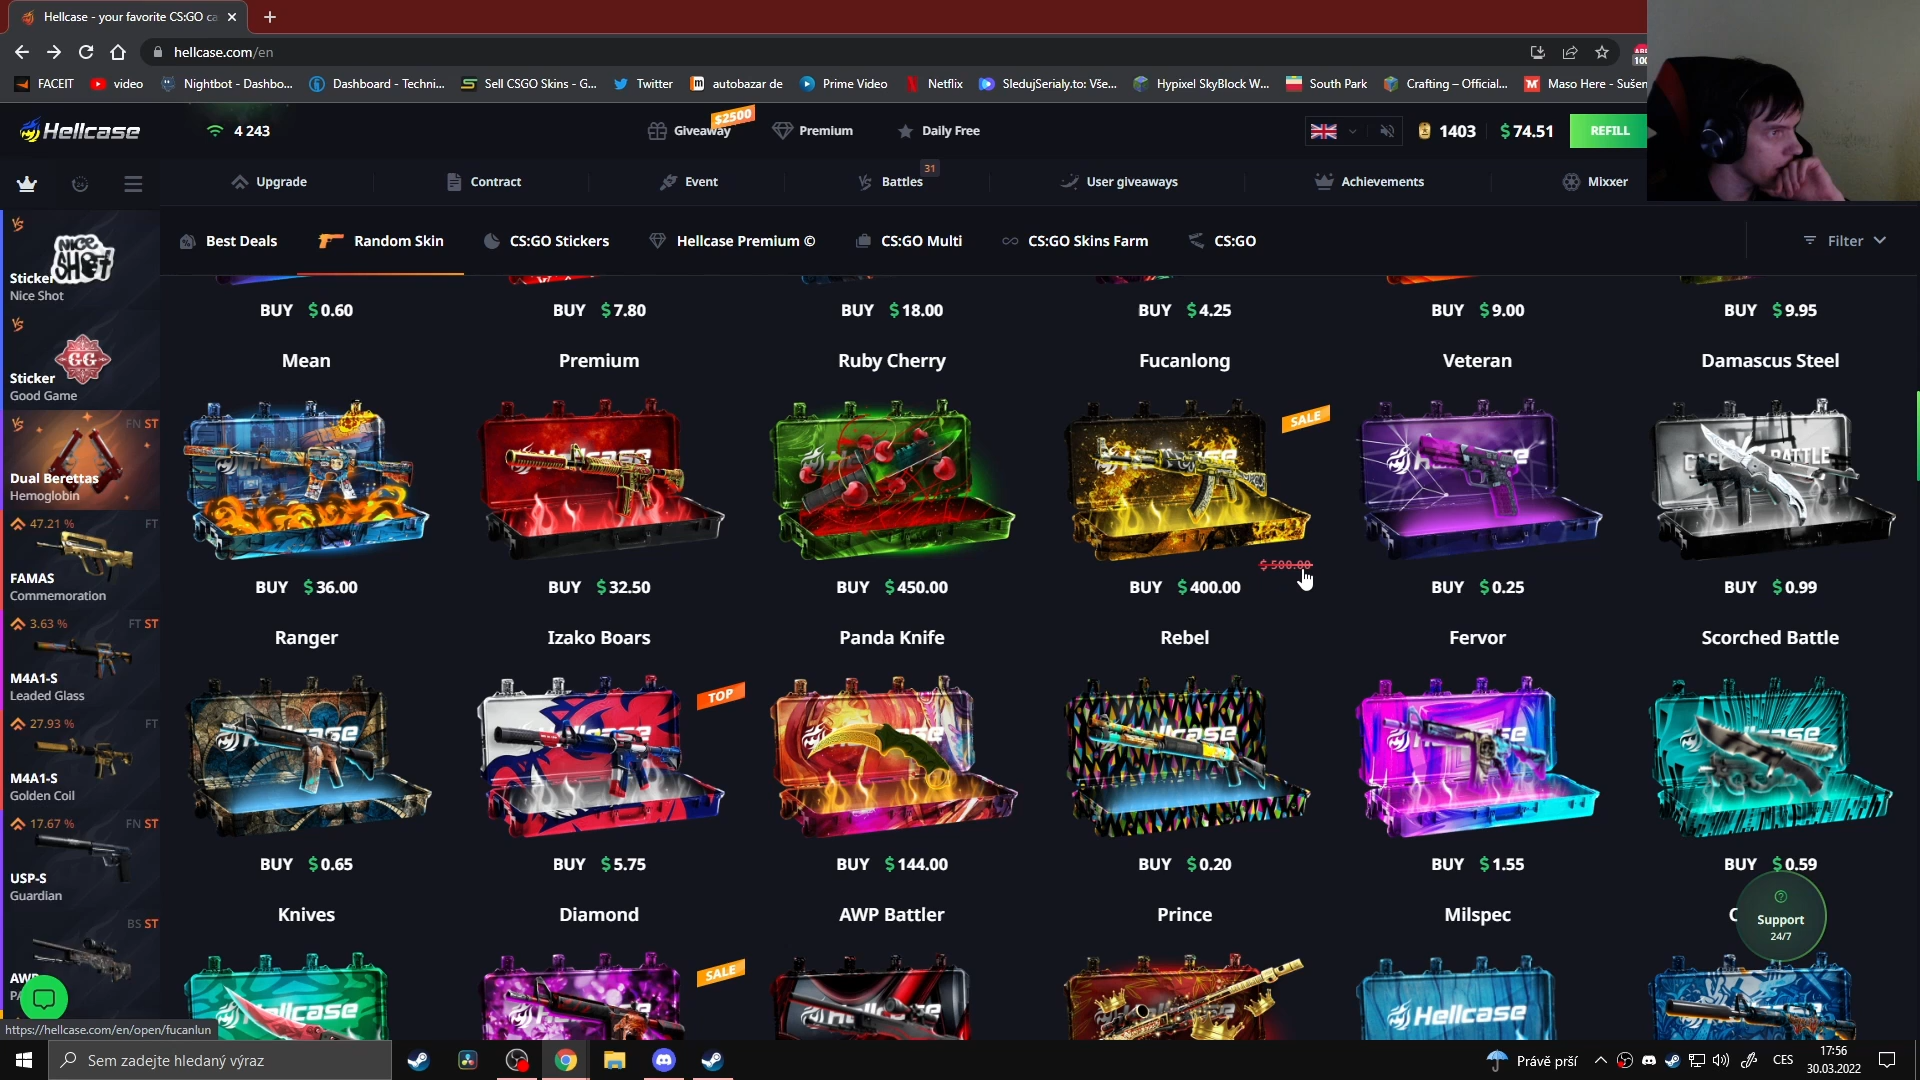 Hellcase - your favorite CS:GO ca
hellcase.com/en
FACEIT
video
Nightbot - Dashbo...
Dashboard - Techni...
Sell CSGO Skins - G...
Twitter
autobazar de
Prime Video
Netflix
SledujSerialy.to: Vše...
Hypixel SkyBlock W...
South Park
Crafting – Official...
Maso Here - Sušen
Hellcase
4 243
Giveaway
$2500
Premium
Daily Free
1403
$ 74.51
REFILL
Upgrade
Contract
Event
Battles
31
User giveaways
Achievements
Mixxer
Best Deals
Random Skin
CS:GO Stickers
Hellcase Premium ©
CS:GO Multi
CS:GO Skins Farm
CS:GO
Filter
BUY $ 0.60
BUY $ 7.80
BUY $ 18.00
BUY $ 4.25
BUY $ 9.00
BUY $ 9.95
Mean
Premium
Ruby Cherry
Fucanlong
Veteran
Damascus Steel
SALE
$ 500.00
BUY $ 36.00
BUY $ 32.50
BUY $ 450.00
BUY $ 400.00
BUY $ 0.25
BUY $ 0.99
Ranger
Izako Boars
Panda Knife
Rebel
Fervor
Scorched Battle
TOP
BUY $ 0.65
BUY $ 5.75
BUY $ 144.00
BUY $ 0.20
BUY $ 1.55
BUY $ 0.59
Knives
Diamond
AWP Battler
Prince
Milspec
SALE
Hellcase
Support
24/7
VS
NICE SHOT
Sticker
Nice Shot
VS
GG
Sticker
Good Game
VS
FN ST
Dual Berettas
Hemoglobin
47.21 %
FT
FAMAS
Commemoration
3.63 %
FT ST
M4A1-S
Leaded Glass
27.93 %
FT
M4A1-S
Golden Coil
17.67 %
FN ST
USP-S
Guardian
BS ST
https://hellcase.com/en/open/fucanlun
Sem zadejte hledaný výraz
Právě prší
CES
17:56
30.03.2022